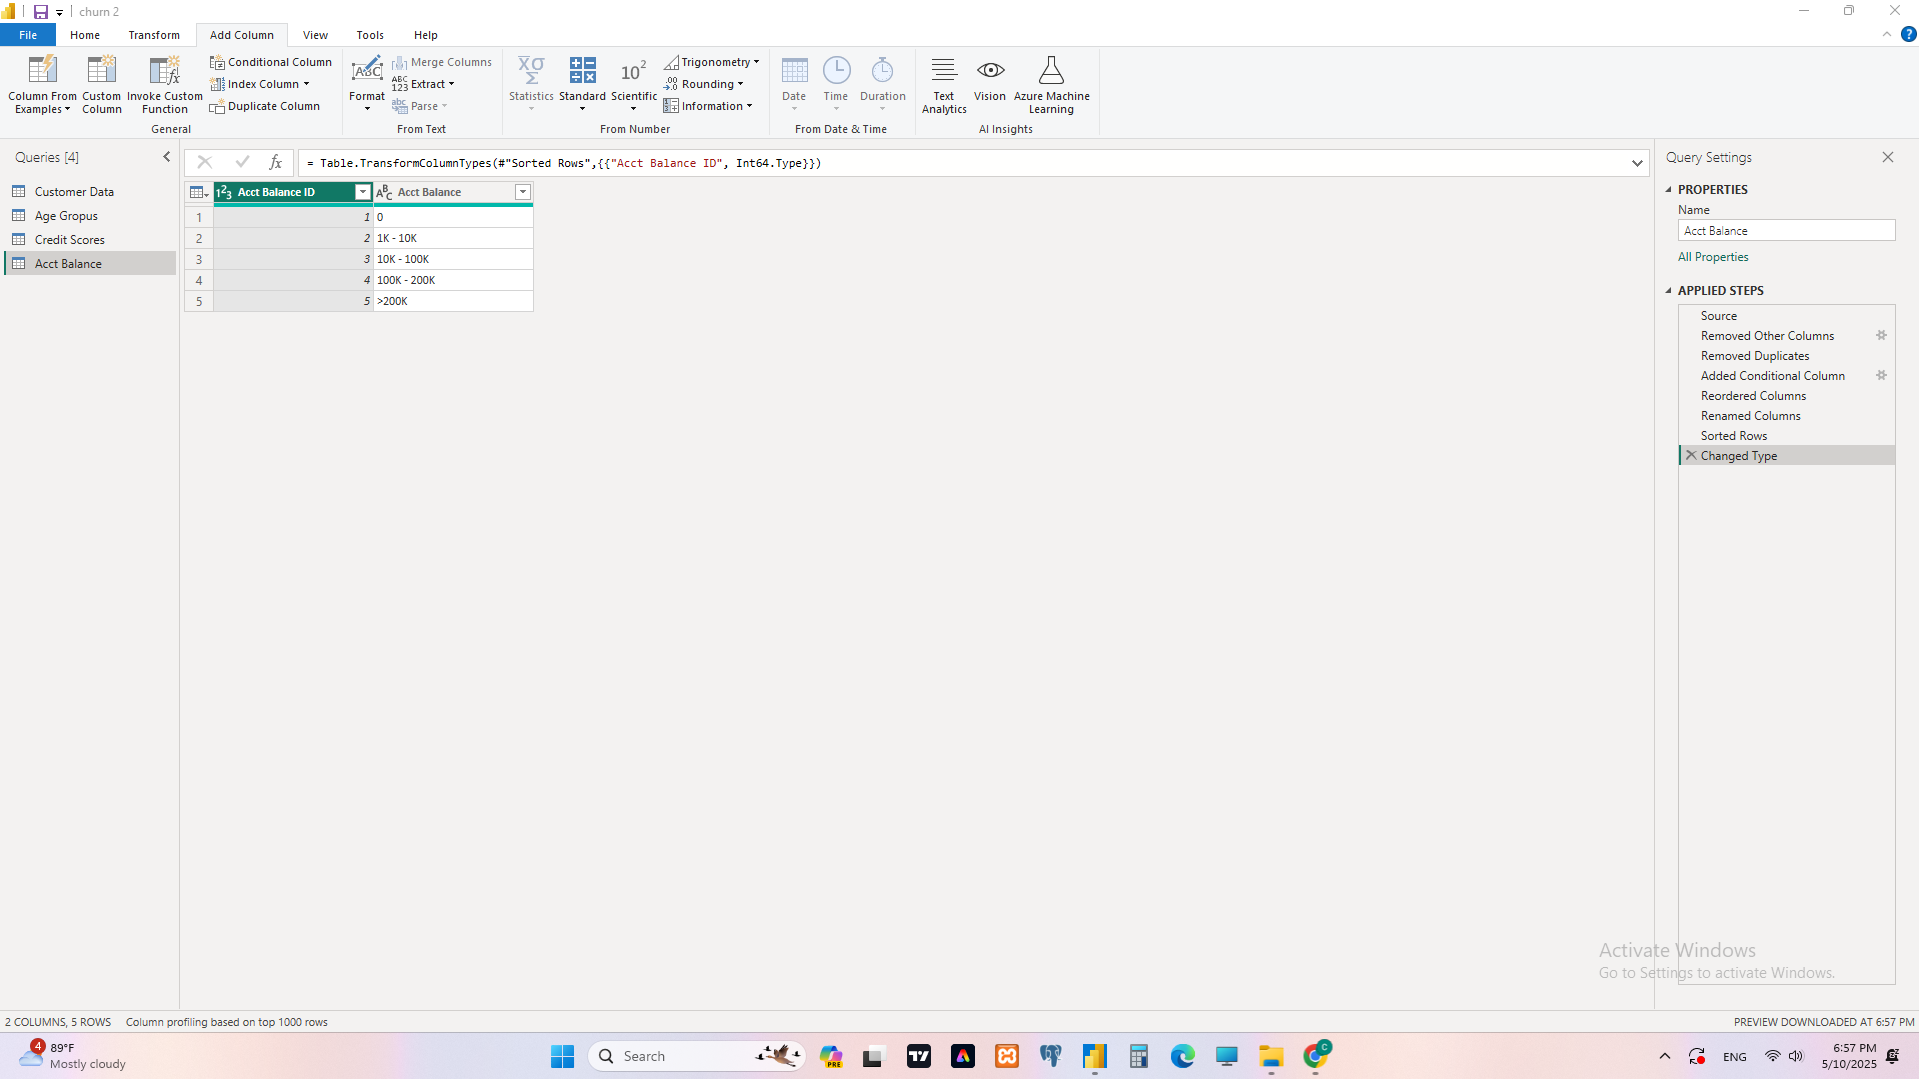 churn 2
File Home Transform Add Column View Tools Help
Column From Examples
Custom Column
Invoke Custom Function
Conditional Column
Index Column
Duplicate Column
General
Format
Merge Columns
Extract
Parse
From Text
Statistics
Standard
Scientific
Trigonometry
Rounding
Information
From Number
Date
Time
Duration
From Date & Time
Text Analytics
Vision
Azure Machine Learning
AI Insights
Queries [4]
Customer Data
Age Gropus
Credit Scores
Acct Balance
fx = Table.TransformColumnTypes(#"Sorted Rows",{{"Acct Balance ID", Int64.Type}})
Acct Balance ID Acct Balance
1 1 0
2 2 1K - 10K
3 3 10K - 100K
4 4 100K - 200K
5 5 >200K
Query Settings
PROPERTIES
Name
Acct Balance
All Properties
APPLIED STEPS
Source
Removed Other Columns
Removed Duplicates
Added Conditional Column
Reordered Columns
Renamed Columns
Sorted Rows
Changed Type
Activate Windows
Go to Settings to activate Windows.
2 COLUMNS, 5 ROWS Column profiling based on top 1000 rows
PREVIEW DOWNLOADED AT 6:57 PM
4
89°F
Mostly cloudy
Search
PRE
C
ENG
6:57 PM
5/10/2025